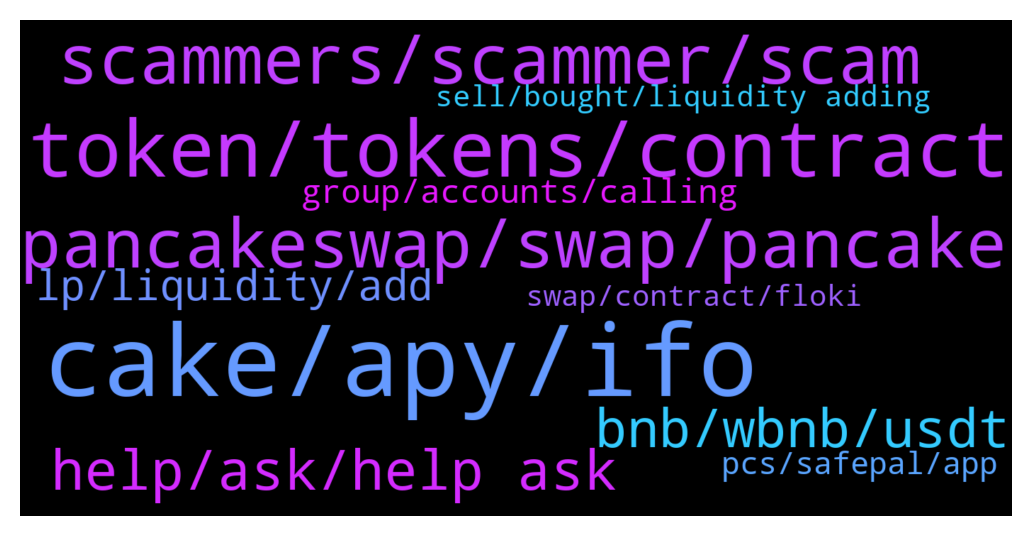 scammers/scammer/scam
sell/bought/liquidity adding
token/tokens/contract
group/accounts/calling
pancakeswap/swap/pancake
lp/liquidity/add
swap/contract/floki
cake/apy/ifo
bnb/wbnb/usdt
help/ask/help ask
pcs/safepal/app